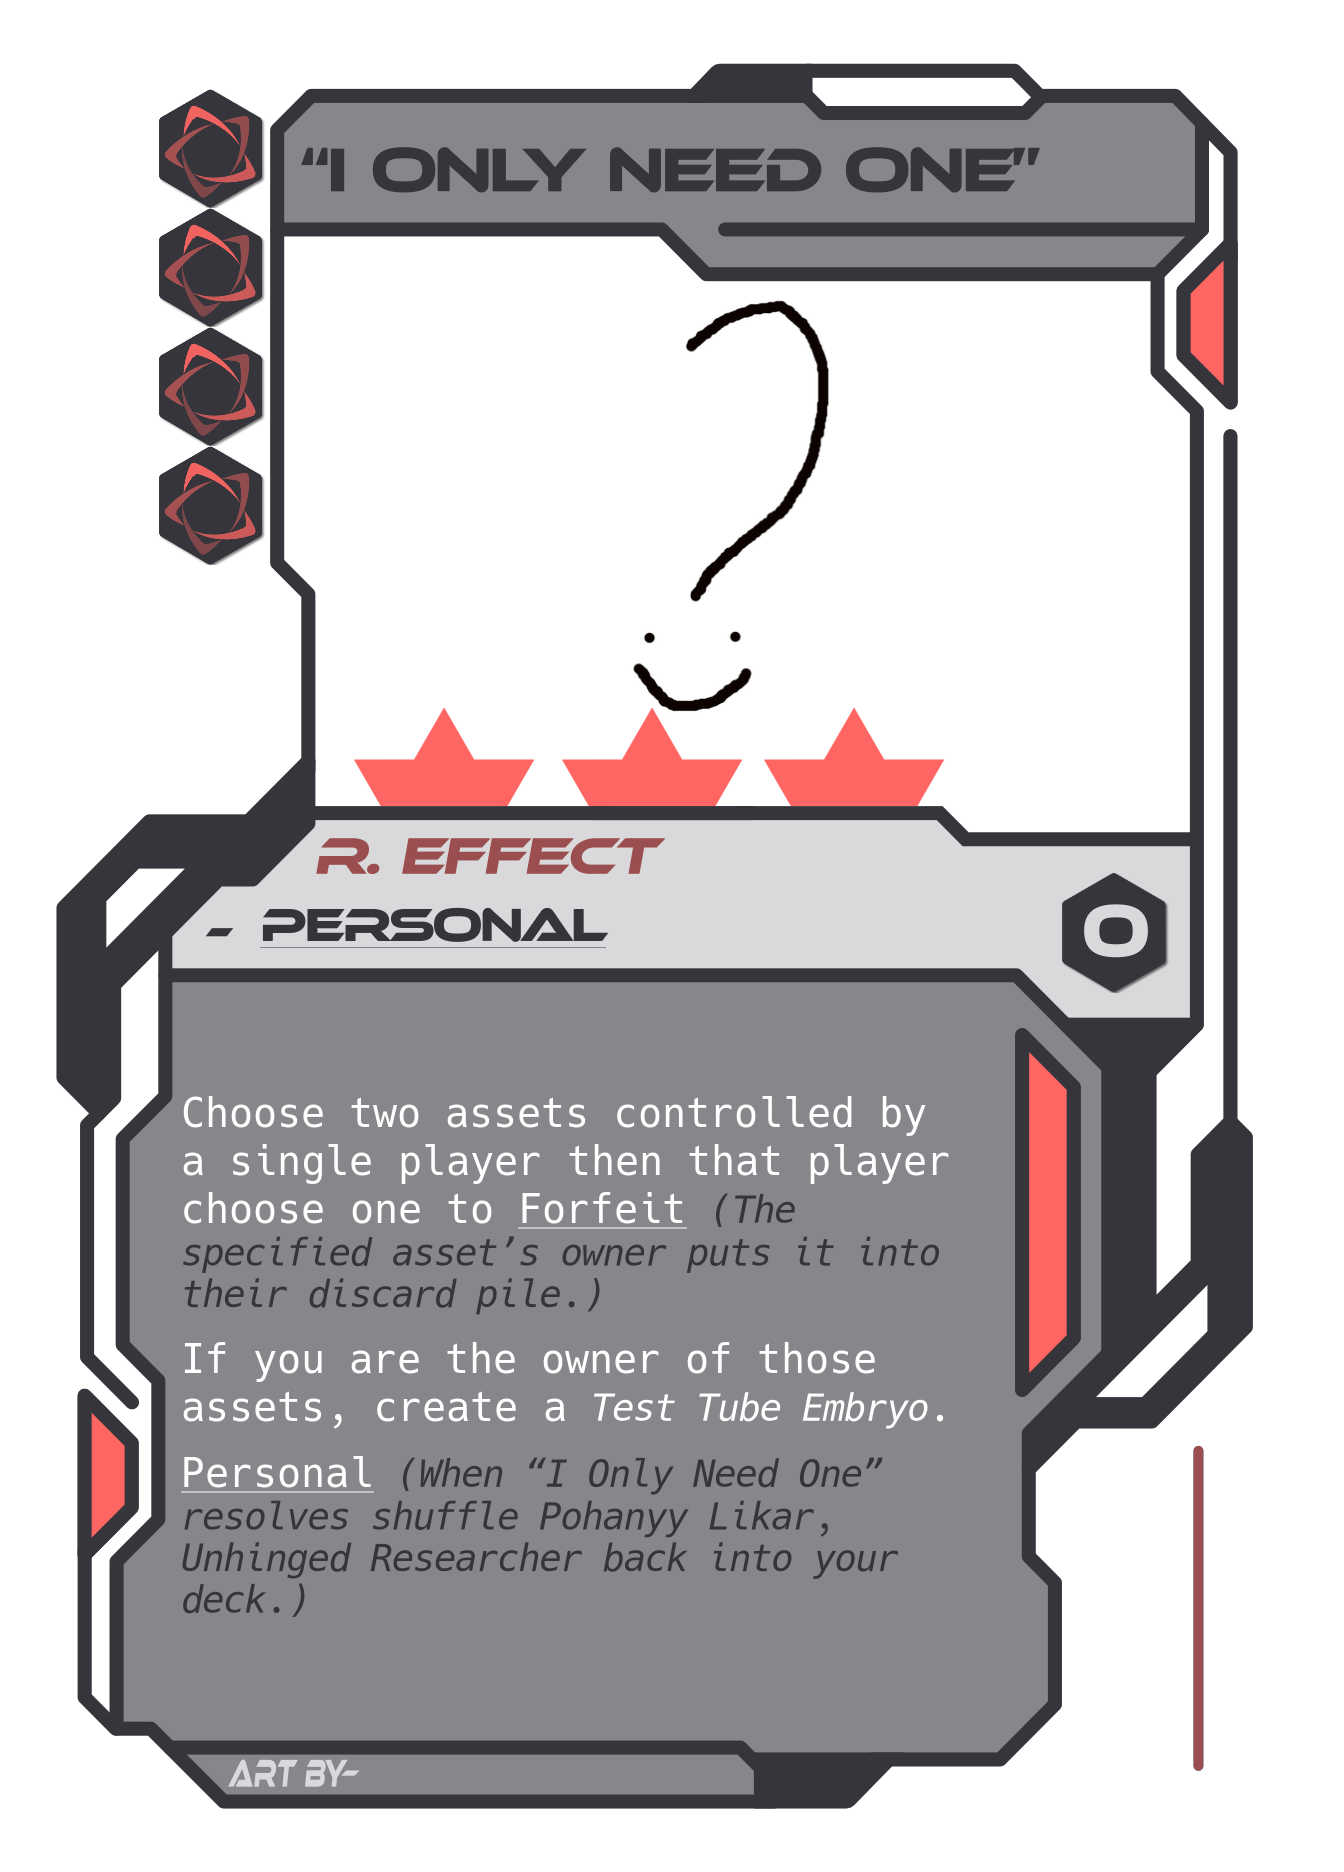 “I ONLY NEED ONE”
R. EFFECT
- PERSONAL
0
Choose two assets controlled by
a single player then that player
choose one to Forfeit (The
specified asset’s owner puts it into
their discard pile.)
If you are the owner of those
assets, create a Test Tube Embryo.
Personal (When “I Only Need One”
resolves shuffle Pohanyy Likar,
Unhinged Researcher back into your
deck.)
ART BY-